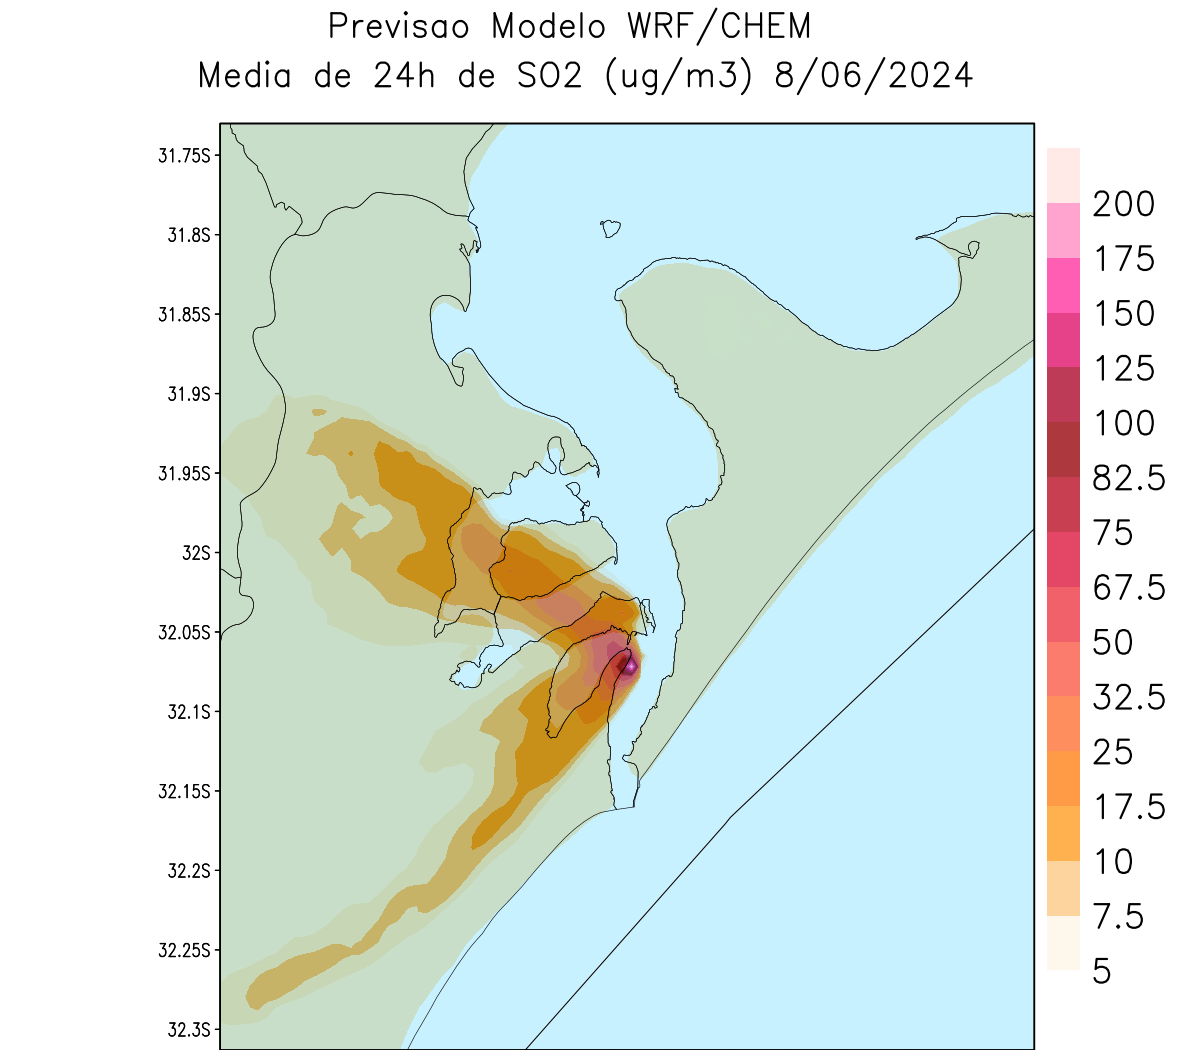 Previsao Modelo WRF/CHEM
Media de 24h de SO2 (ug/m3) 8/06/2024
31.75S
31.8S
31.85S
31.9S
31.95S
32S
32.05S
32.1S
32.15S
32.2S
32.25S
32.3S
200
175
150
125
100
82.5
75
67.5
50
32.5
25
17.5
10
7.5
5